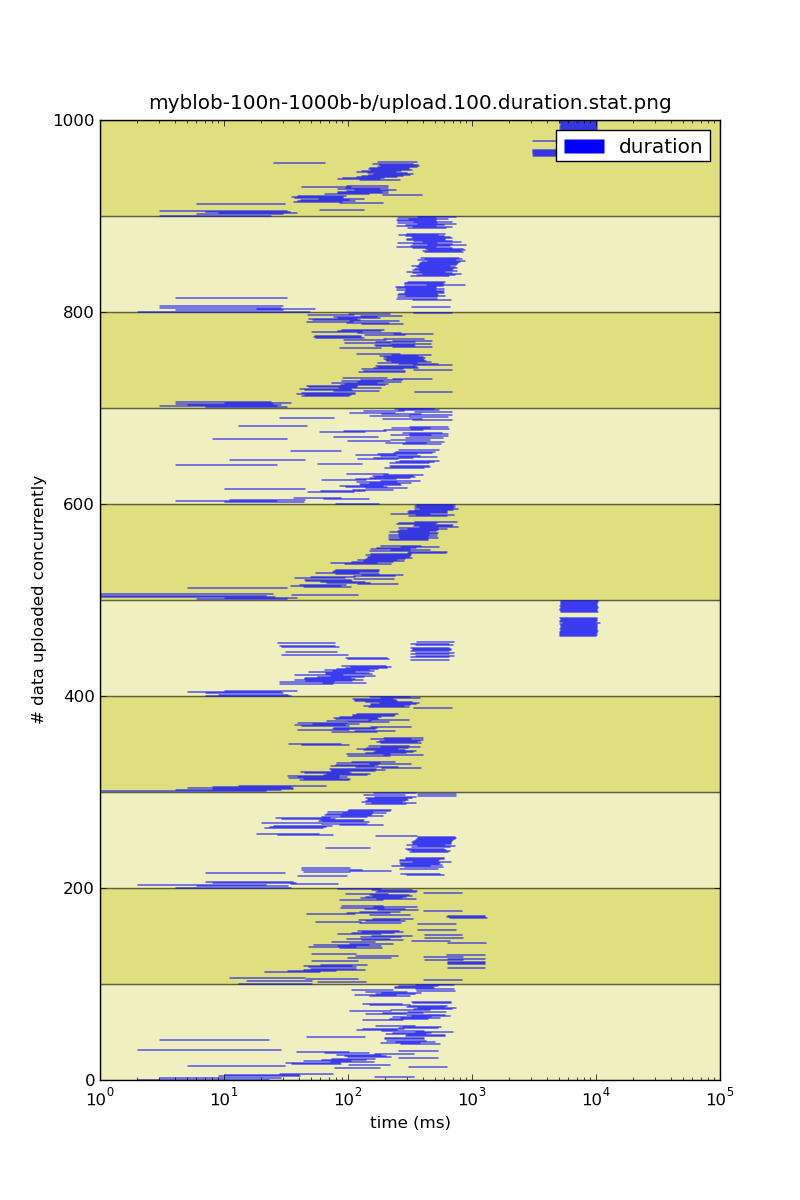 myblob-100n-1000b-b/upload.100.duration.stat.png
duration
1000
800
600
400
200
0
# data uploaded concurrently
10^0 10^1 10^2 10^3 10^4 10^5
time (ms)